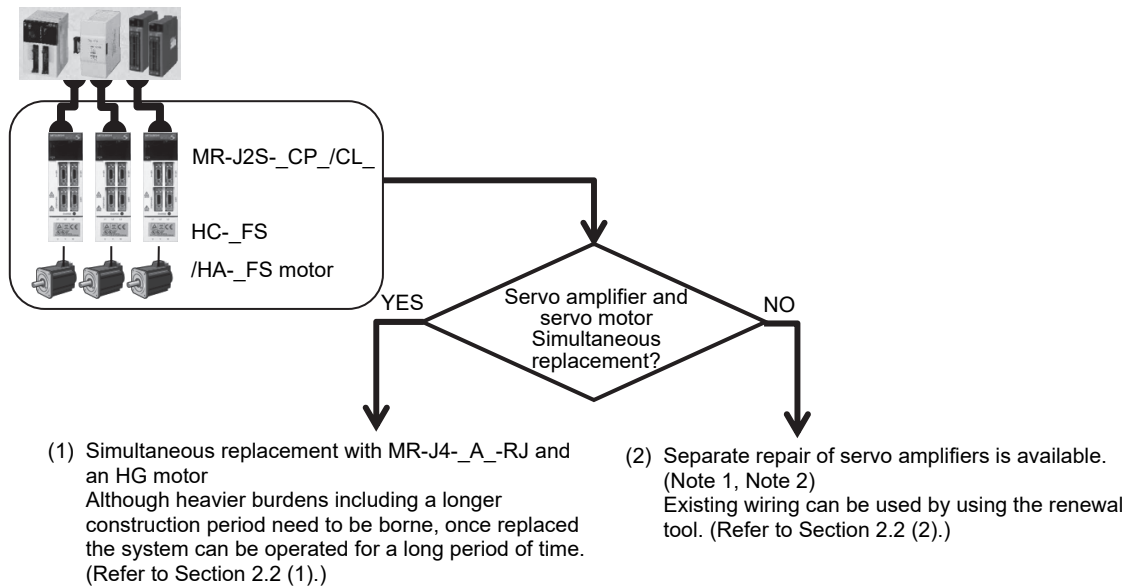 MR-J2S-_CP_/CL_
HC-_FS
/HA-_FS motor
YES
Servo amplifier and
servo motor
Simultaneous
replacement?
NO
(1) Simultaneous replacement with MR-J4-_A_-RJ and
an HG motor
Although heavier burdens including a longer
construction period need to be borne, once replaced
the system can be operated for a long period of time.
(Refer to Section 2.2 (1).)
(2) Separate repair of servo amplifiers is available.
(Note 1, Note 2)
Existing wiring can be used by using the renewal
tool. (Refer to Section 2.2 (2).)